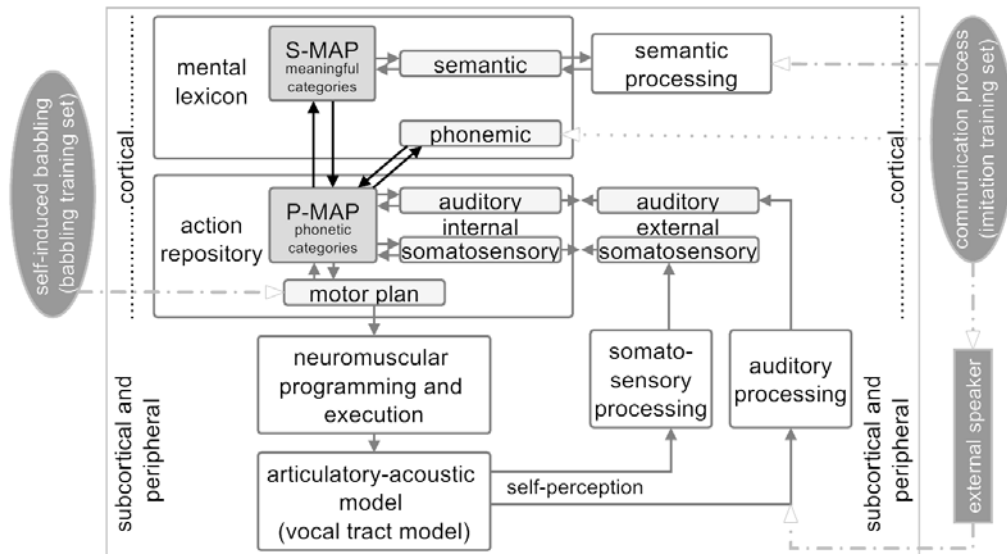 self-induced babbling
(babbling training set)
subcortical and
peripheral
.......cortical.......
mental
lexicon
S-MAP
meaningful
categories
semantic
semantic
processing
phonemic
action
repository
P-MAP
phonetic
categories
auditory
internal
somatosensory
auditory
external
somatosensory
motor plan
neuromuscular
programming and
execution
articulatory-acoustic
model
(vocal tract model)
self-perception
somato-
sensory
processing
auditory
processing
subcortical and
peripheral
.......cortical.......
communication process
(imitation training set)
external speaker